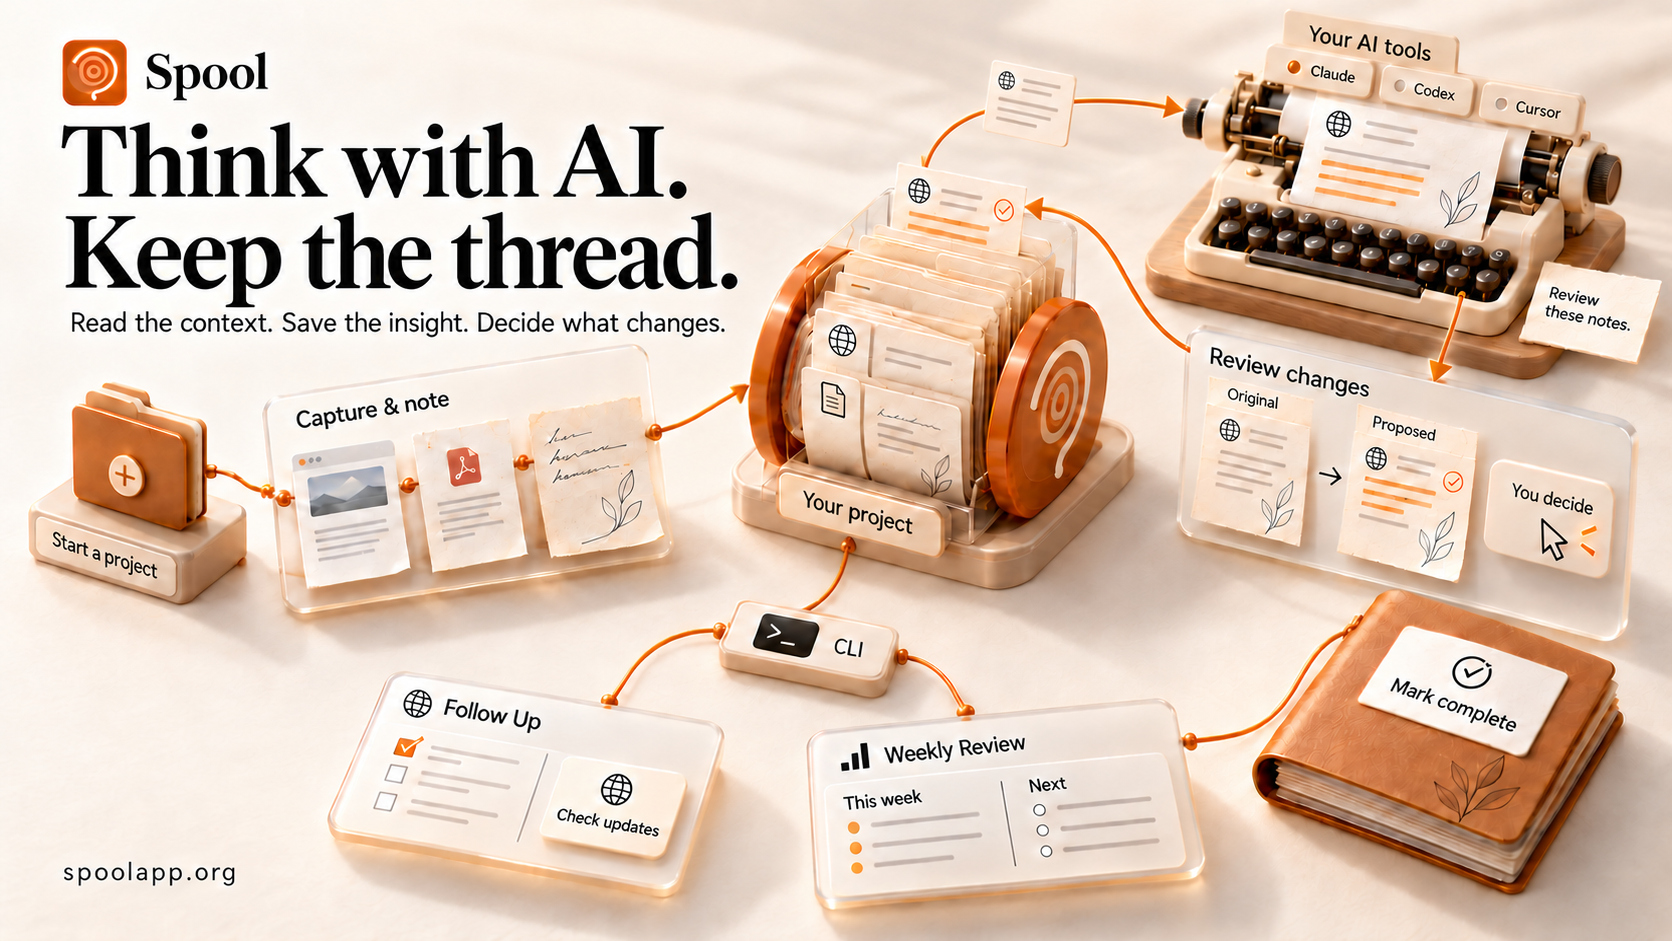 Spool
Think with AI.
Keep the thread.
Read the context. Save the insight. Decide what changes.
Start a project
Capture & note
Your project
Your AI tools
Claude
Codex
Cursor
Review
these notes.
Review changes
Original
Proposed
You decide
>_ CLI
Follow Up
Check updates
Weekly Review
This week
Next
Mark complete
spoolapp.org